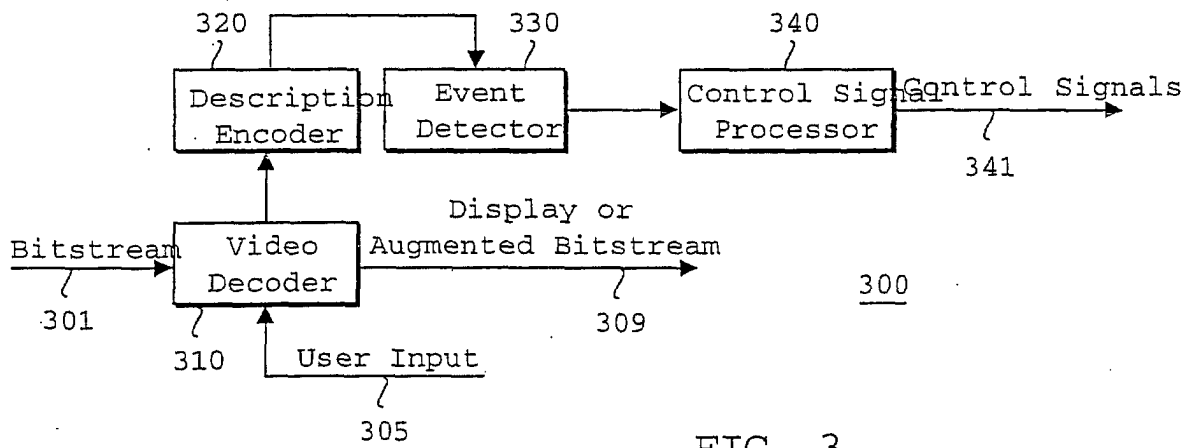 320
330
340
Description
Encoder
Event
Detector
Control Signal
Processor
Control Signals
341
Bitstream
301
Video
Decoder
310
Display or
Augmented Bitstream
309
300
User Input
305
FIG. 3